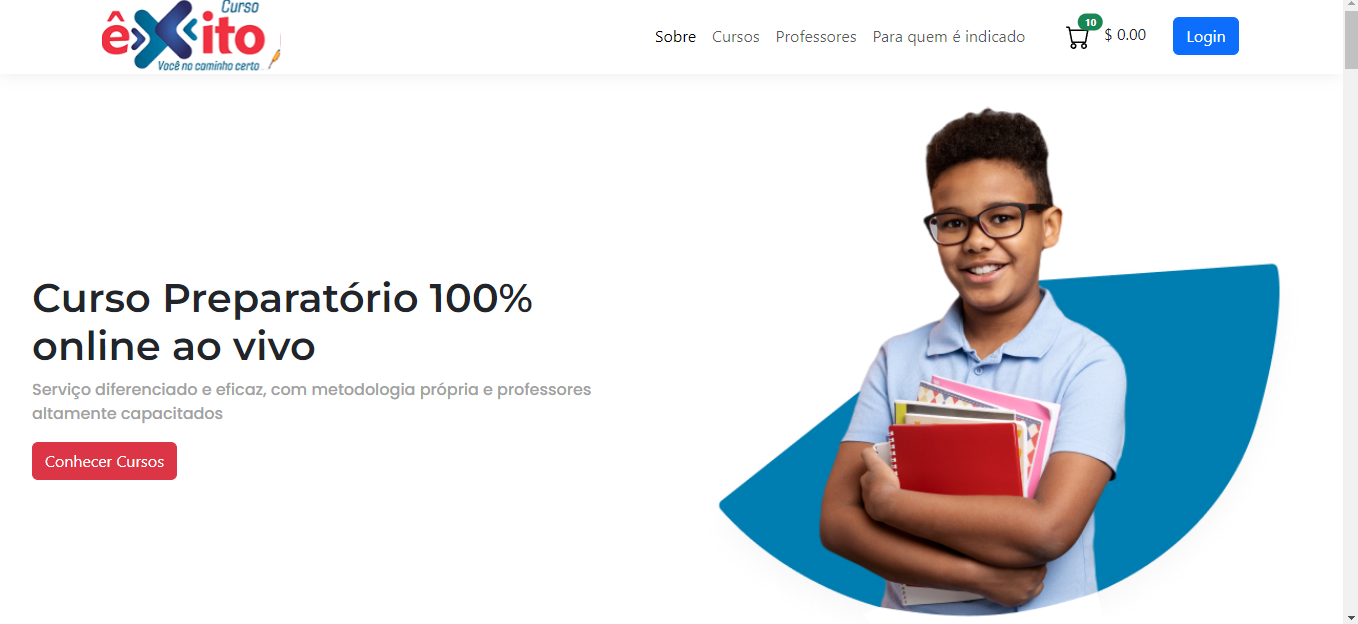 Curso
êxito
Você no caminho certo
Sobre Cursos Professores Para quem é indicado 10 $ 0.00 Login
Curso Preparatório 100%
online ao vivo
Serviço diferenciado e eficaz, com metodologia própria e professores
altamente capacitados
Conhecer Cursos